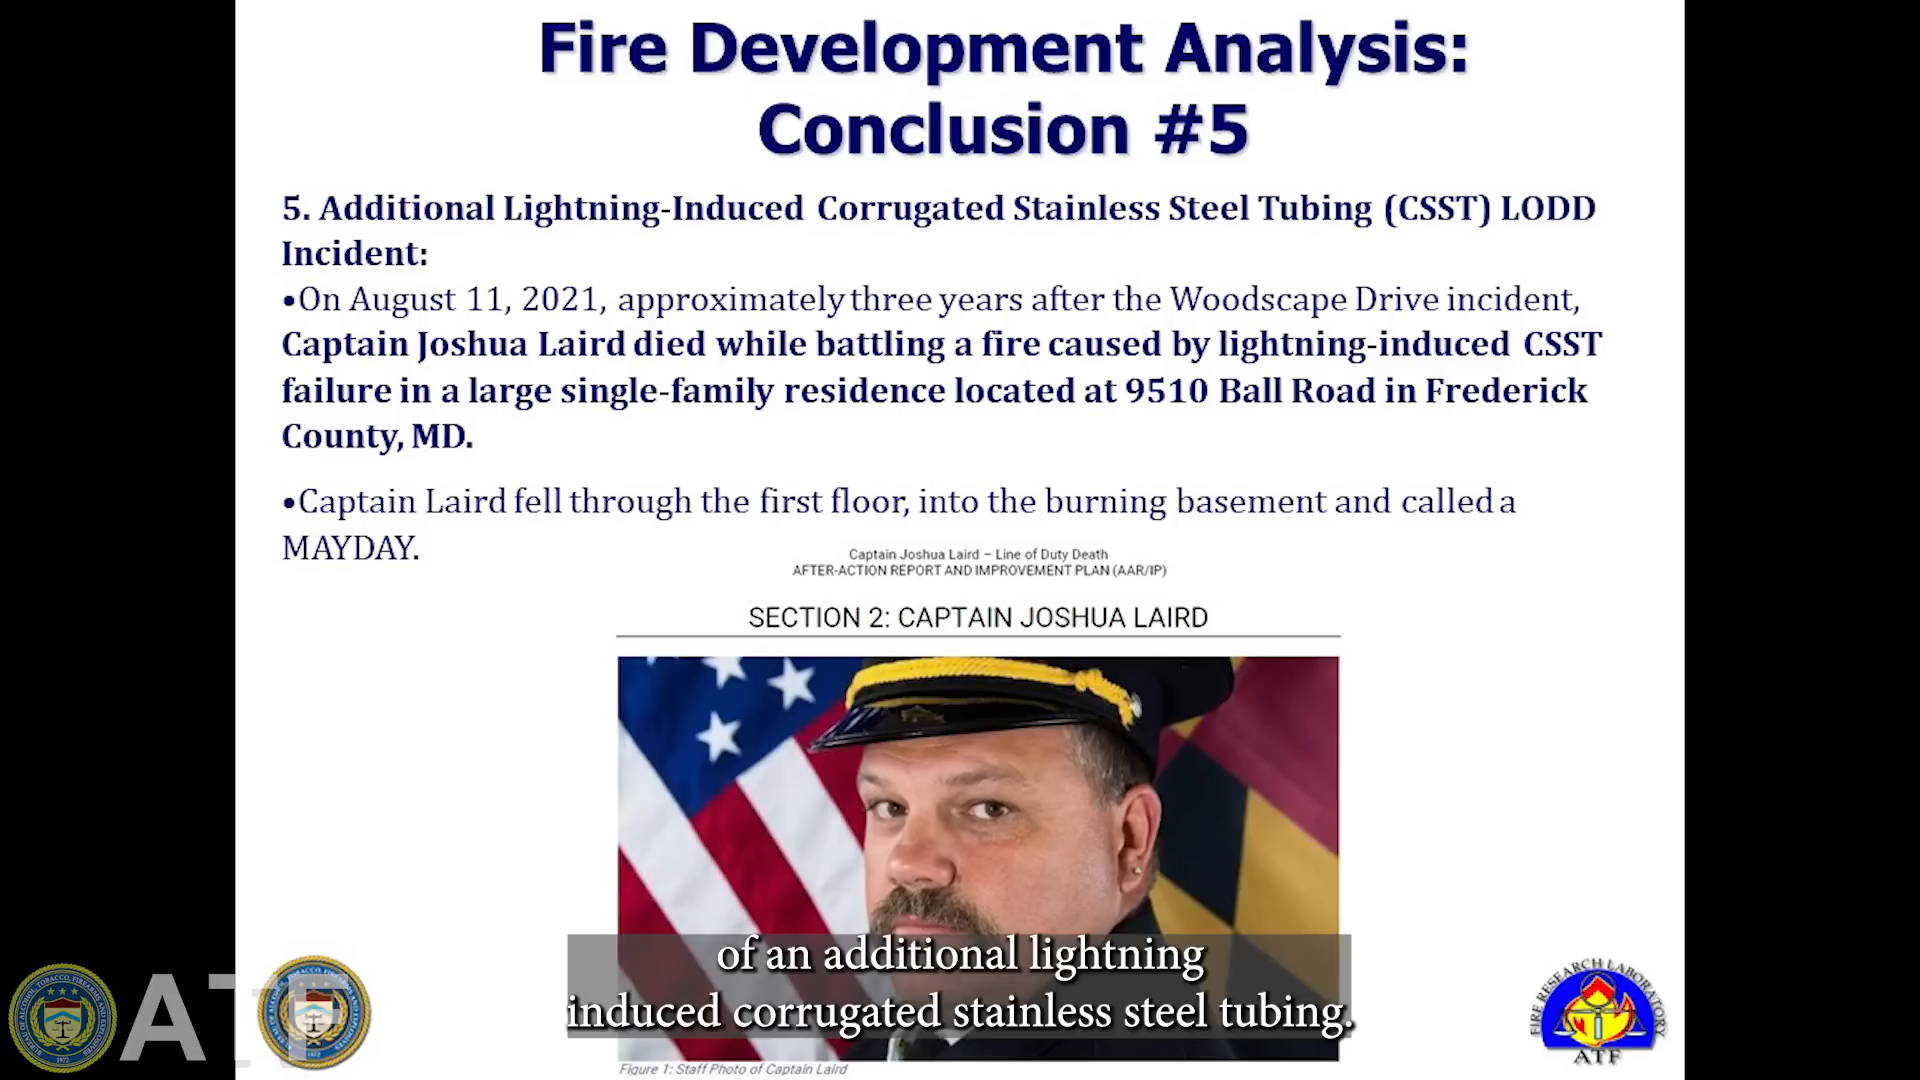 Fire Development Analysis:
Conclusion #5
5. Additional Lightning-Induced Corrugated Stainless Steel Tubing (CSST) LODD
Incident:
•On August 11, 2021, approximately three years after the Woodscape Drive incident,
Captain Joshua Laird died while battling a fire caused by lightning-induced CSST
failure in a large single-family residence located at 9510 Ball Road in Frederick
County, MD.
•Captain Laird fell through the first floor, into the burning basement and called a
MAYDAY.
Captain Joshua Laird – Line of Duty Death
AFTER-ACTION REPORT AND IMPROVEMENT PLAN (AAR/IP)
SECTION 2: CAPTAIN JOSHUA LAIRD
of an additional lightning
induced corrugated stainless steel tubing.
Figure 1: Staff Photo of Captain Laird
ATF
FIRE RESEARCH LABORATORY
ATF